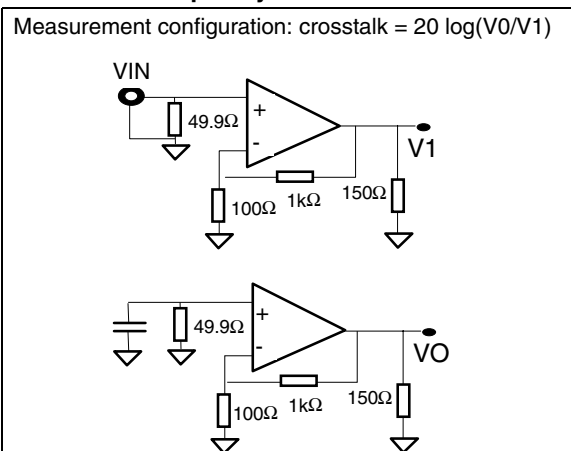 Measurement configuration: crosstalk = 20 log(V0/V1)
VIN
+
49.9Ω
-
V1
1kΩ
150Ω
100Ω
+
49.9Ω
-
VO
1kΩ
150Ω
100Ω